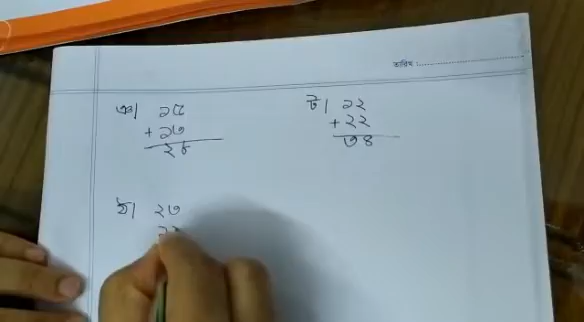 তারিখ :
ঞ। ১৫
+ ১৩
২৮
ট। ১২
+ ২২
৩৪
ঠ। ২৩